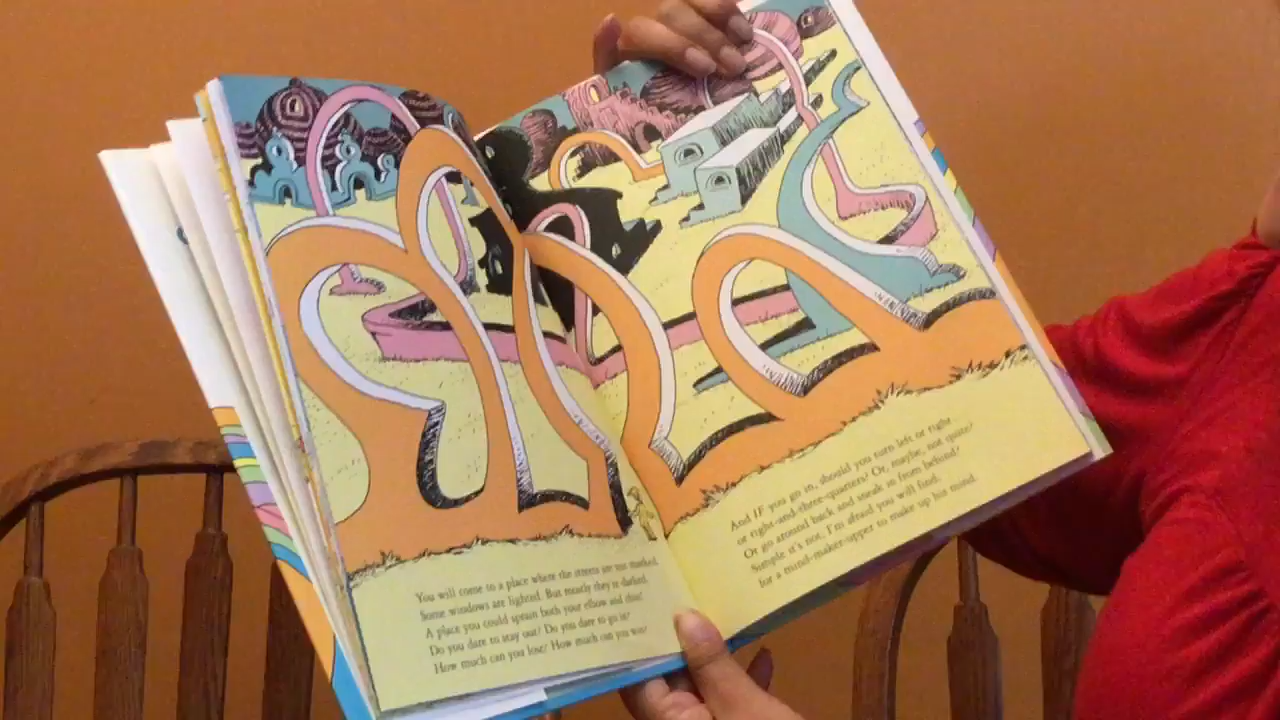 You will come to a place where the streets are not marked.
Some windows are lighted. But mostly they're darked.
A place you could sprain both your elbow and chin!
Do you dare to stay out? Do you dare to go in?
How much can you lose? How much can you win?
And IF you go in, should you turn left or right
or right-and-three-quarters? Or, maybe, not quite?
Or go around back and sneak in from behind?
Simple it's not, I'm afraid you will find,
for a mind-maker-upper to make up his mind.